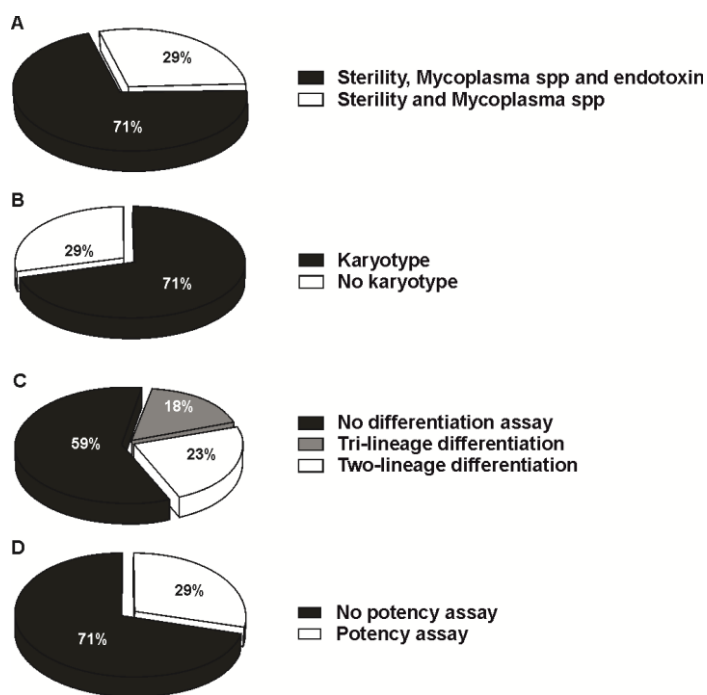 A
29%
71%
Sterility, Mycoplasma spp and endotoxin
Sterility and Mycoplasma spp
B
29%
71%
Karyotype
No karyotype
C
18%
59%
23%
No differentiation assay
Tri-lineage differentiation
Two-lineage differentiation
D
29%
71%
No potency assay
Potency assay